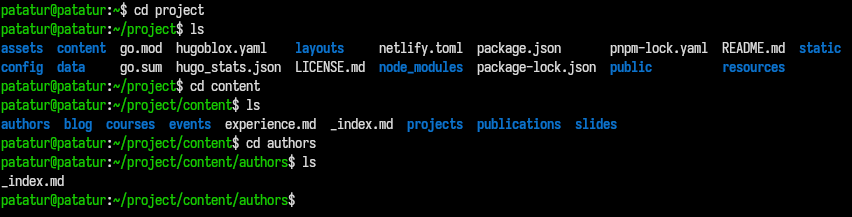 patatur@patatur:~$ cd project
patatur@patatur:~/project$ ls
assets  content  go.mod  hugoblox.yaml    layouts       netlify.toml       package.json  pnpm-lock.yaml  README.md  static
config  data     go.sum  hugo_stats.json  LICENSE.md  node_modules  package-lock.json  public          resources
patatur@patatur:~/project$ cd content
patatur@patatur:~/project/content$ ls
authors  blog  courses  events  experience.md  _index.md  projects  publications  slides
patatur@patatur:~/project/content$ cd authors
patatur@patatur:~/project/content/authors$ ls
_index.md
patatur@patatur:~/project/content/authors$